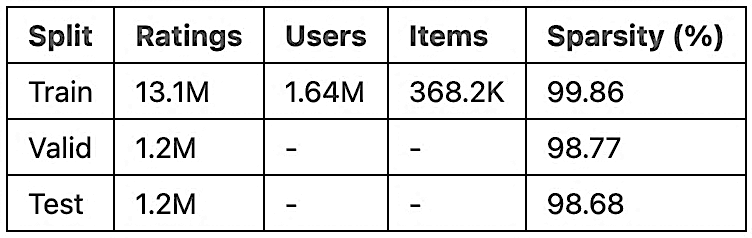 Split Ratings Users Items Sparsity (%)
Train 13.1M 1.64M 368.2K 99.86
Valid 1.2M - - 98.77
Test 1.2M - - 98.68